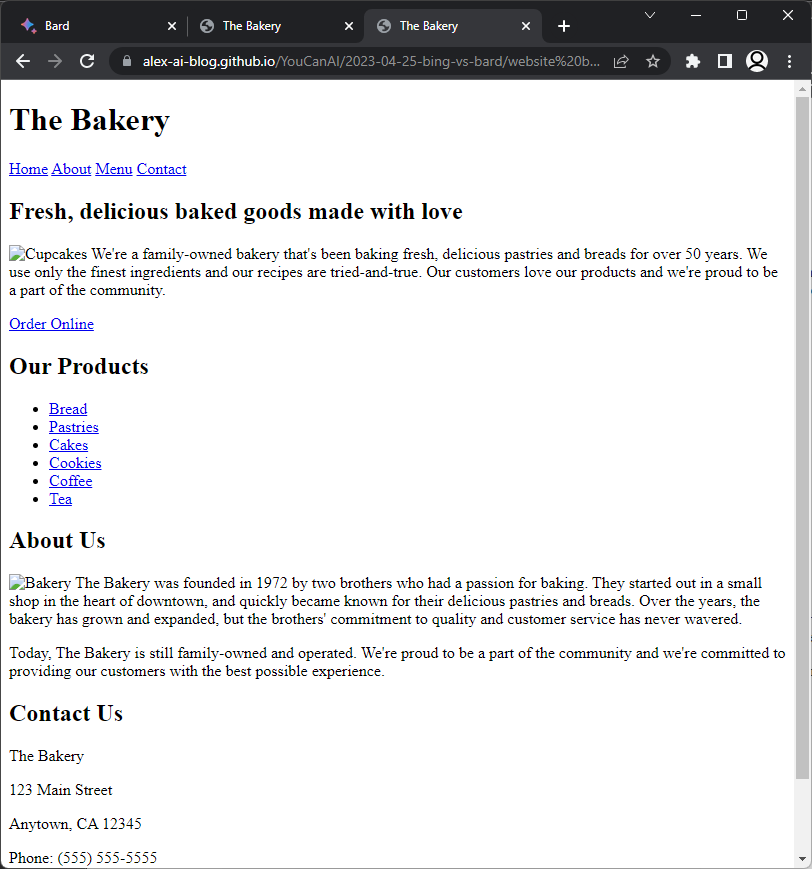 Bard
The Bakery
The Bakery
alex-ai-blog.github.io/YouCanAI/2023-04-25-bing-vs-bard/website%20b...
The Bakery
Home About Menu Contact
Fresh, delicious baked goods made with love
Cupcakes We're a family-owned bakery that's been baking fresh, delicious pastries and breads for over 50 years. We
use only the finest ingredients and our recipes are tried-and-true. Our customers love our products and we're proud to be
a part of the community.
Order Online
Our Products
• Bread
• Pastries
• Cakes
• Cookies
• Coffee
• Tea
About Us
Bakery The Bakery was founded in 1972 by two brothers who had a passion for baking. They started out in a small
shop in the heart of downtown, and quickly became known for their delicious pastries and breads. Over the years, the
bakery has grown and expanded, but the brothers' commitment to quality and customer service has never wavered.
Today, The Bakery is still family-owned and operated. We're proud to be a part of the community and we're committed to
providing our customers with the best possible experience.
Contact Us
The Bakery
123 Main Street
Anytown, CA 12345
Phone: (555) 555-5555